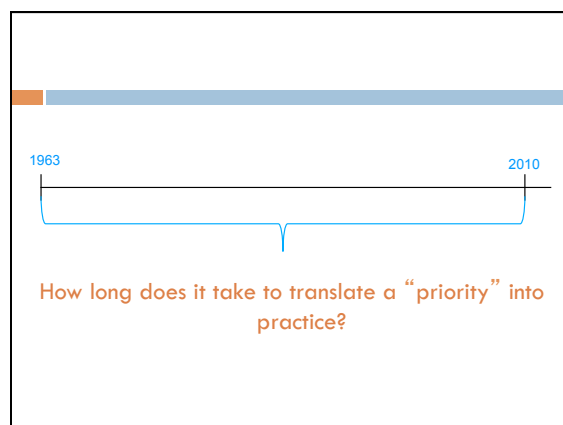 1963
2010
How long does it take to translate a “priority” into
practice?